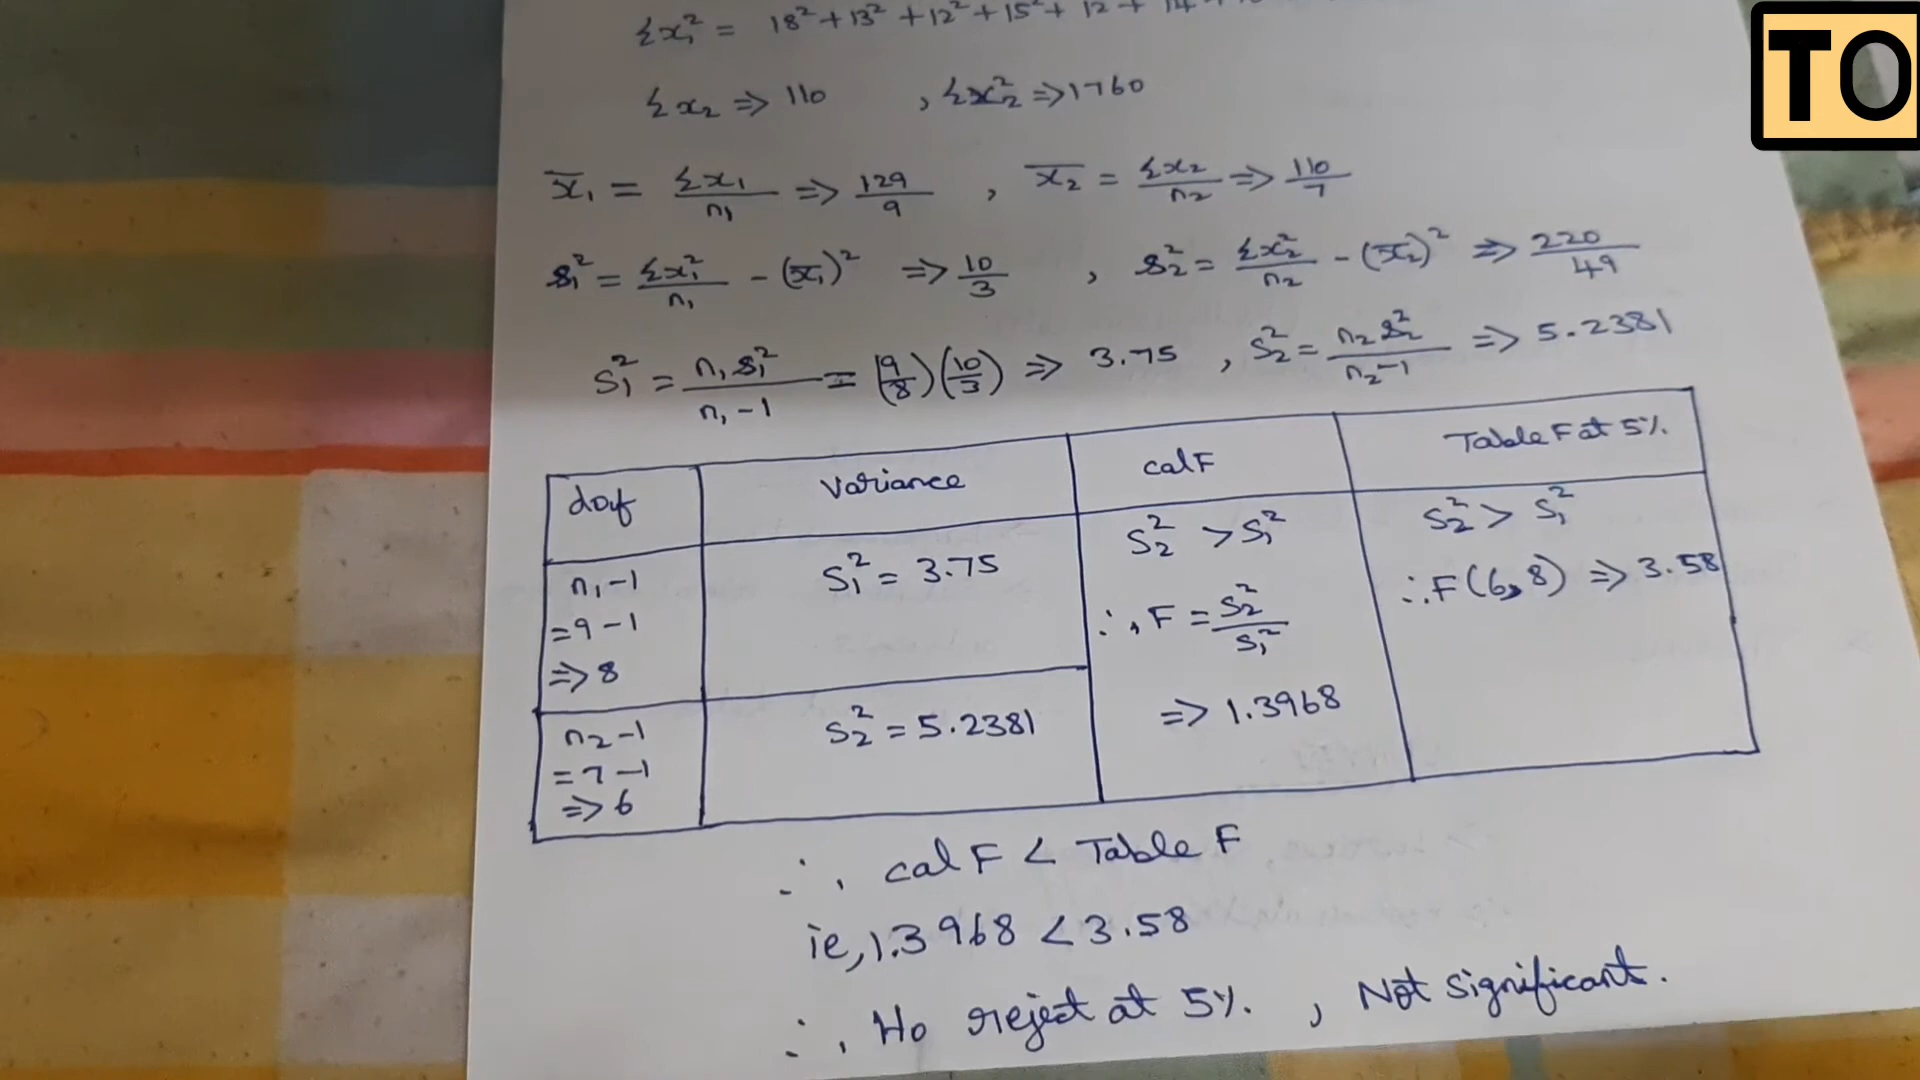 TO
Σx₁² = 18² + 13² + 12² + 15² + 12 + 14
Σx₂ => 110 , Σx₂² => 1760
x̄₁ = Σx₁/n₁ => 129/9 , x̄₂ = Σx₂/n₂ => 110/7
s₁² = Σx₁²/n₁ - (x̄₁)² => 10/3 , s₂² = Σx₂²/n₂ - (x̄₂)² => 220/49
S₁² = n₁s₁²/n₁-1 = (9/8)(10/3) => 3.75 , S₂² = n₂s₂²/n₂-1 => 5.2381
dof Variance calF Table F at 5%
n₁-1
=9-1
=>8
S₁² = 3.75
S₂² > S₁²
∴, F = S₂²/S₁²
=> 1.3968
S₂² > S₁²
∴F(6,8) => 3.58
n₂-1
=7-1
=>6
S₂² = 5.2381
∴, cal F < Table F
ie, 1.3968 < 3.58
∴, Ho reject at 5%. , Not significant.